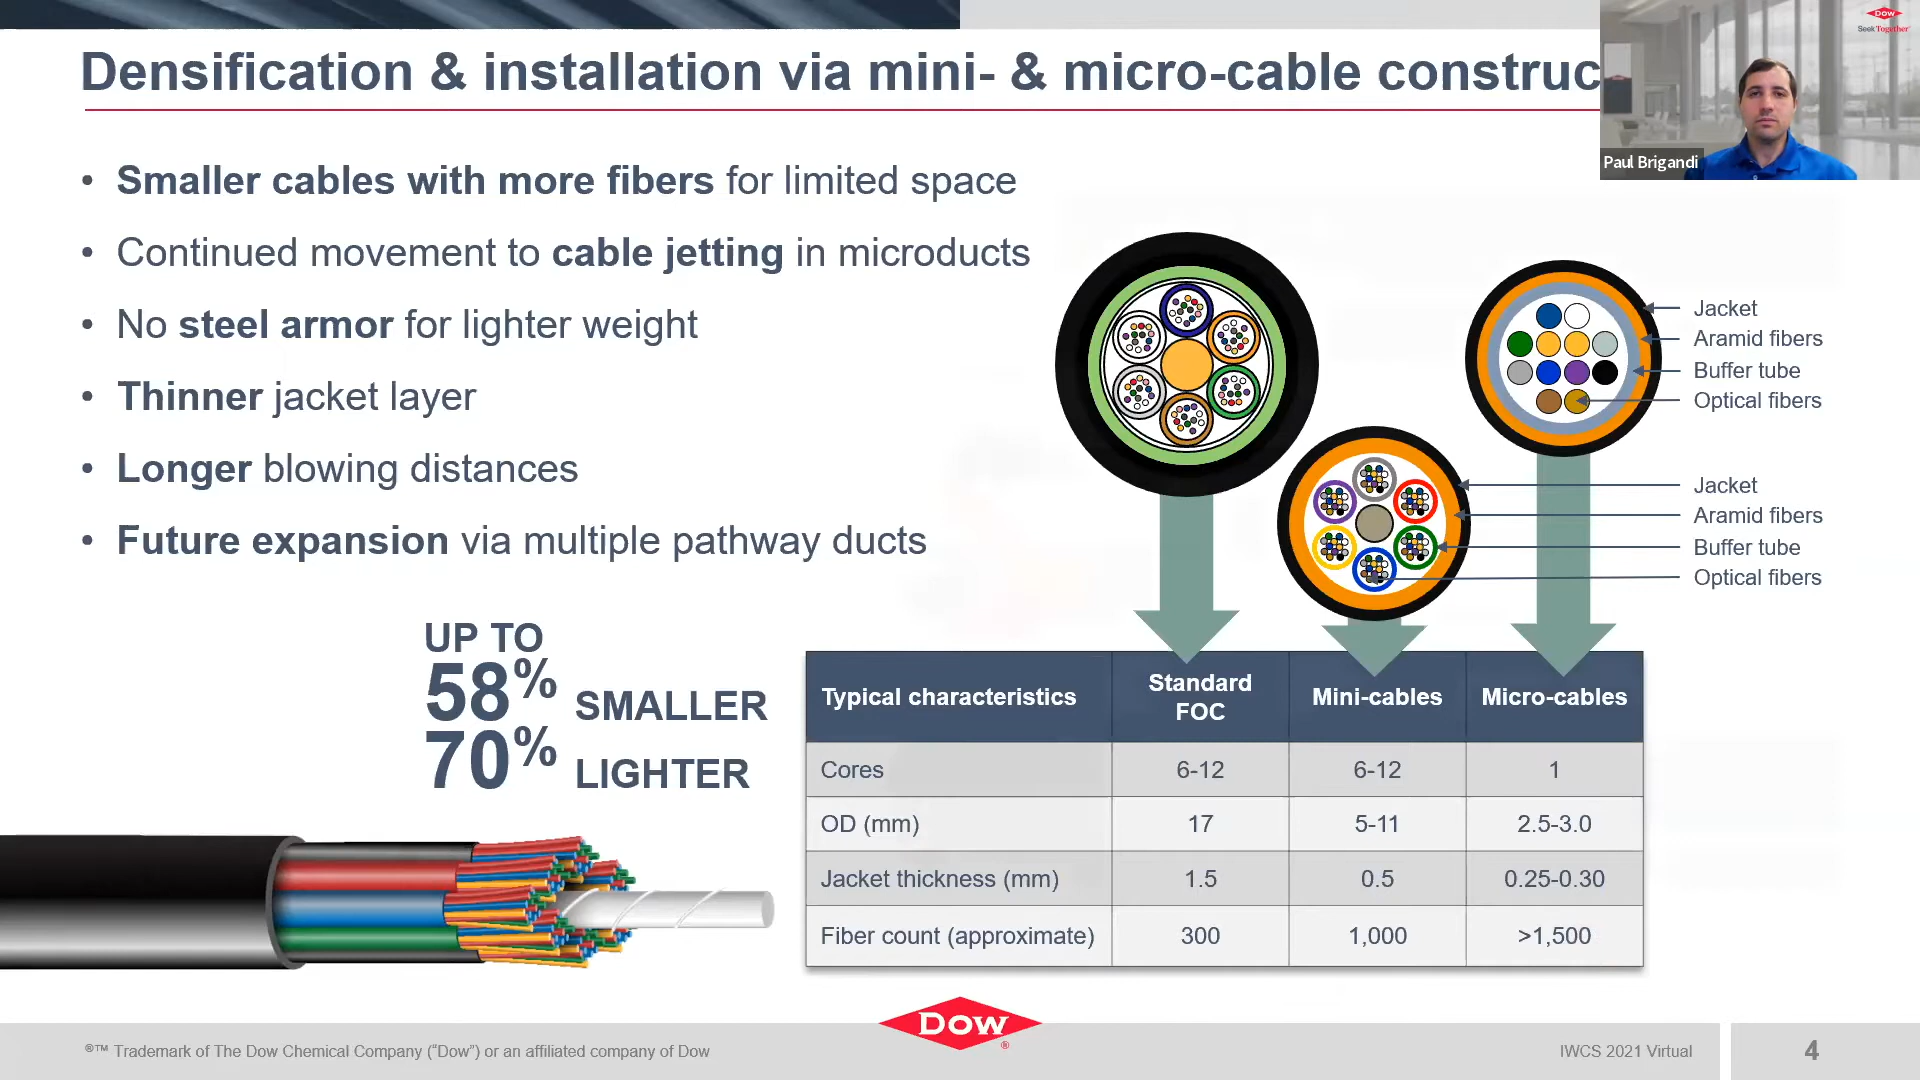 Densification & installation via mini- & micro-cable construc
DOW
Seek Together
Paul Brigandi
• Smaller cables with more fibers for limited space
• Continued movement to cable jetting in microducts
• No steel armor for lighter weight
• Thinner jacket layer
• Longer blowing distances
• Future expansion via multiple pathway ducts
Jacket
Aramid fibers
Buffer tube
Optical fibers
Jacket
Aramid fibers
Buffer tube
Optical fibers
UP TO
58% SMALLER
70% LIGHTER
Typical characteristics Standard FOC Mini-cables Micro-cables
Cores 6-12 6-12 1
OD (mm) 17 5-11 2.5-3.0
Jacket thickness (mm) 1.5 0.5 0.25-0.30
Fiber count (approximate) 300 1,000 >1,500
DOW®
®™ Trademark of The Dow Chemical Company ("Dow") or an affiliated company of Dow
IWCS 2021 Virtual
4